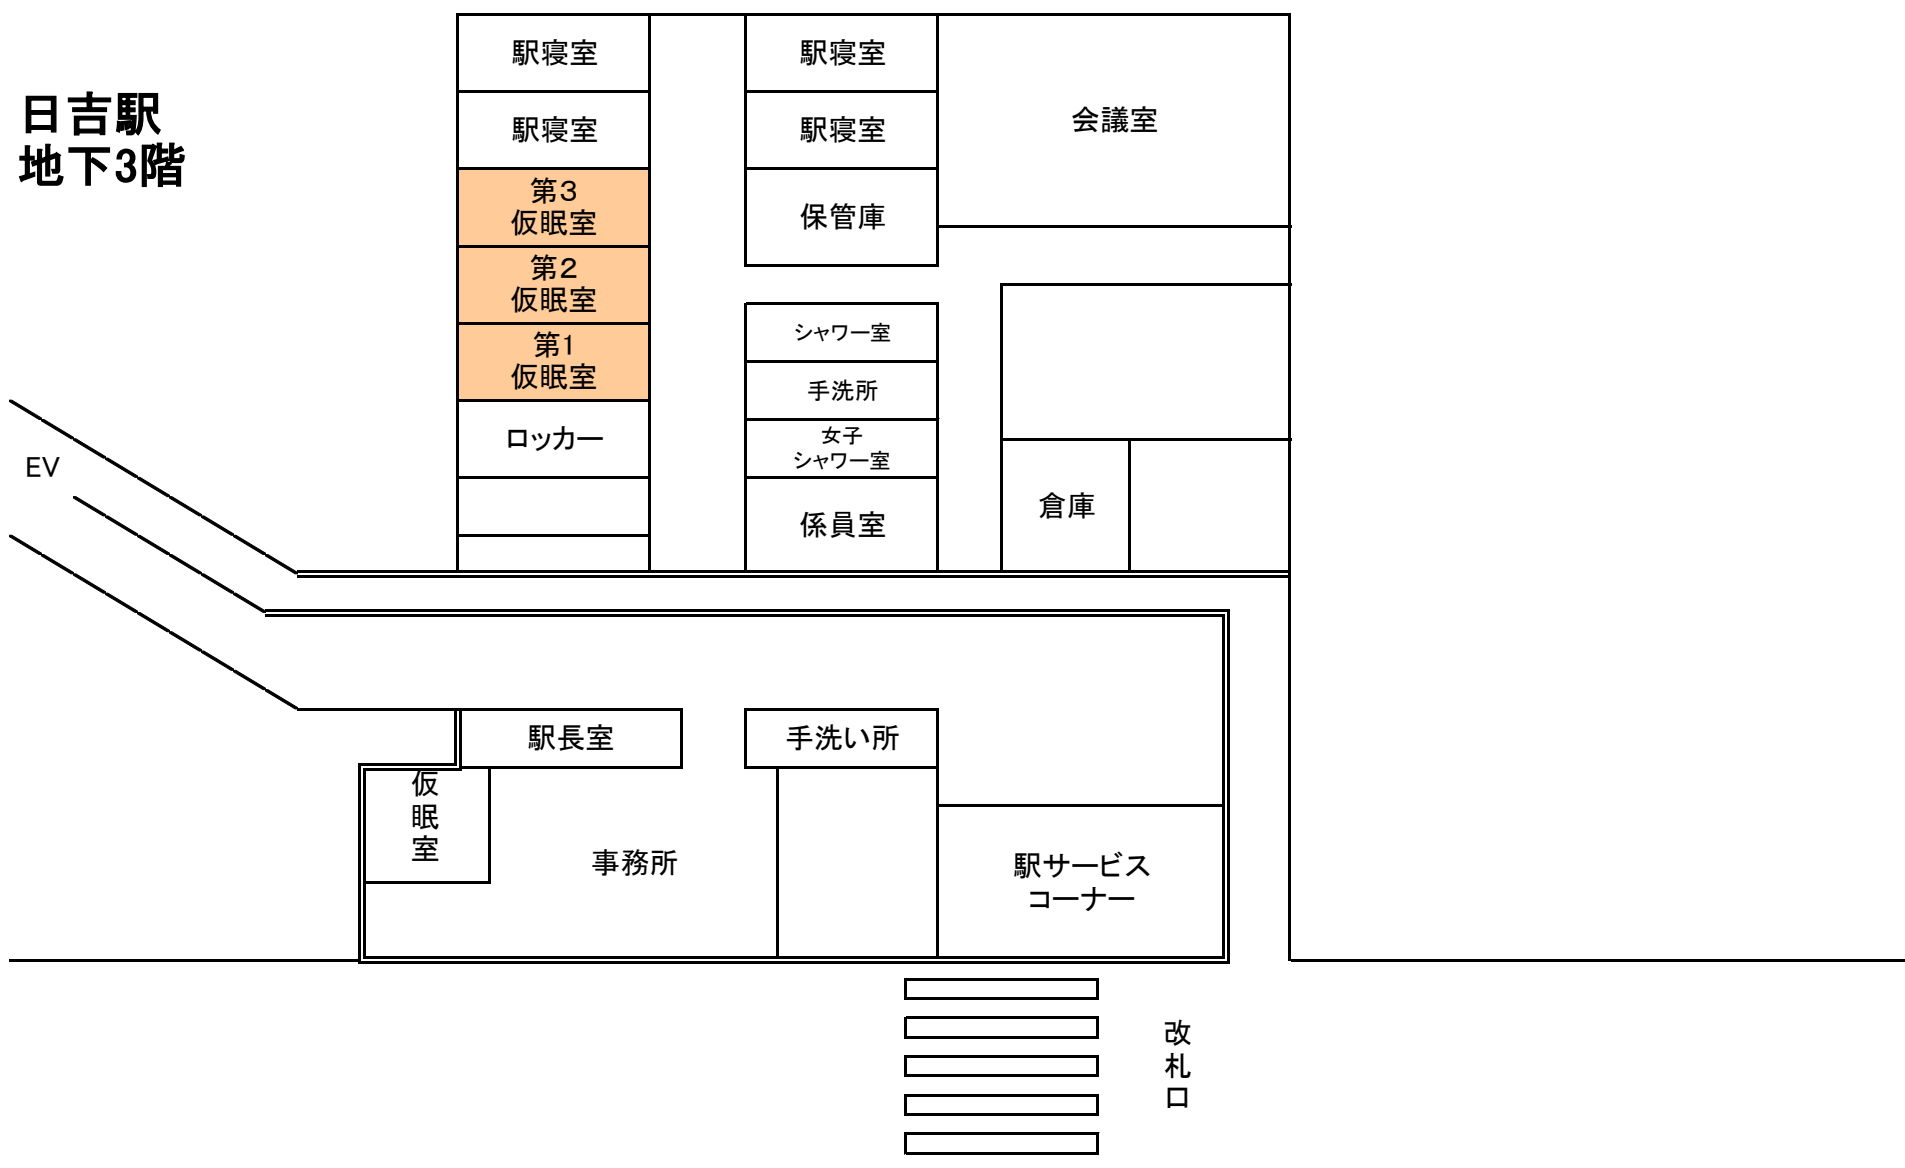 日吉駅
地下3階
駅寝室
駅寝室
第3
仮眠室
第2
仮眠室
第1
仮眠室
ロッカー
駅寝室
駅寝室
保管庫
シャワー室
手洗所
女子
シャワー室
係員室
会議室
倉庫
EV
駅長室
手洗い所
仮眠室
事務所
駅サービス
コーナー
改札口